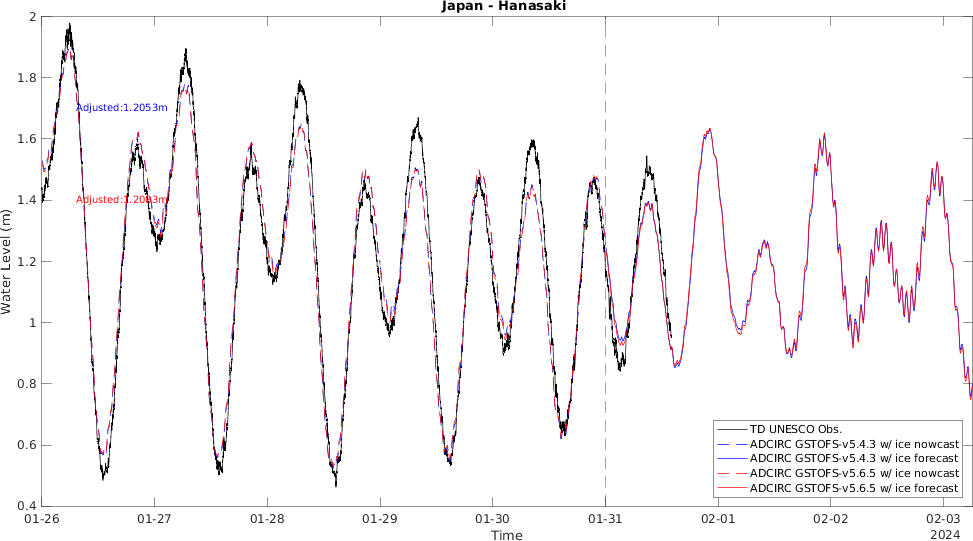 Japan - Hanasaki
2
1.8
1.6
1.4
1.2
1
0.8
0.6
0.4
Water Level (m)
Adjusted:1.2053m
Adjusted:1.2093m
TD UNESCO Obs.
ADCIRC GSTOFS-v5.4.3 w/ ice nowcast
ADCIRC GSTOFS-v5.4.3 w/ ice forecast
ADCIRC GSTOFS-v5.6.5 w/ ice nowcast
ADCIRC GSTOFS-v5.6.5 w/ ice forecast
01-26 01-27 01-28 01-29 01-30 01-31 02-01 02-02 02-03
Time
2024